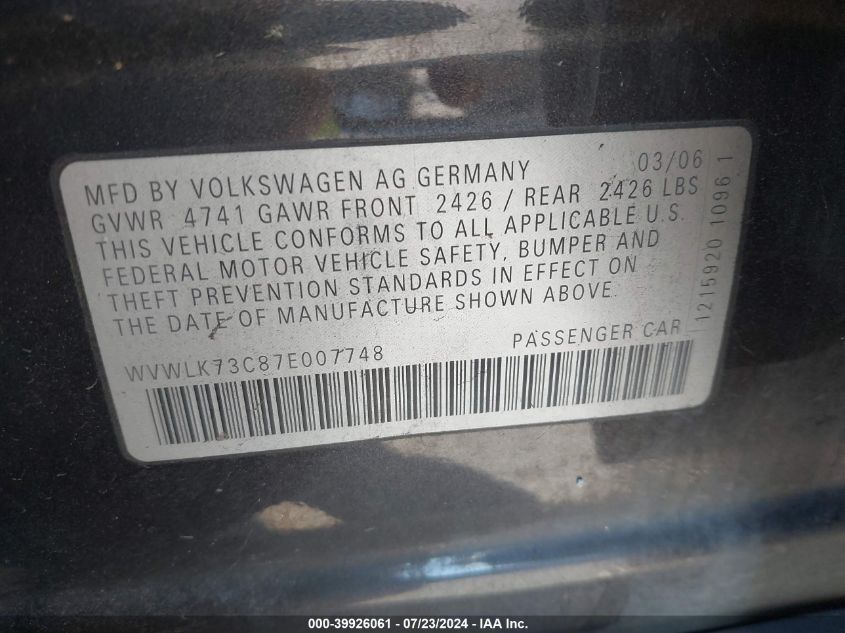 MFD BY VOLKSWAGEN AG GERMANY 03/06
GVWR 4741 GAWR FRONT 2426 / REAR 2426 LBS
THIS VEHICLE CONFORMS TO ALL APPLICABLE U.S.
FEDERAL MOTOR VEHICLE SAFETY, BUMPER AND
THEFT PREVENTION STANDARDS IN EFFECT ON
THE DATE OF MANUFACTURE SHOWN ABOVE.
WVWLK73C87E007748 PASSENGER CAR
1215920 1096 1
000-39926061 - 07/23/2024 - IAA Inc.